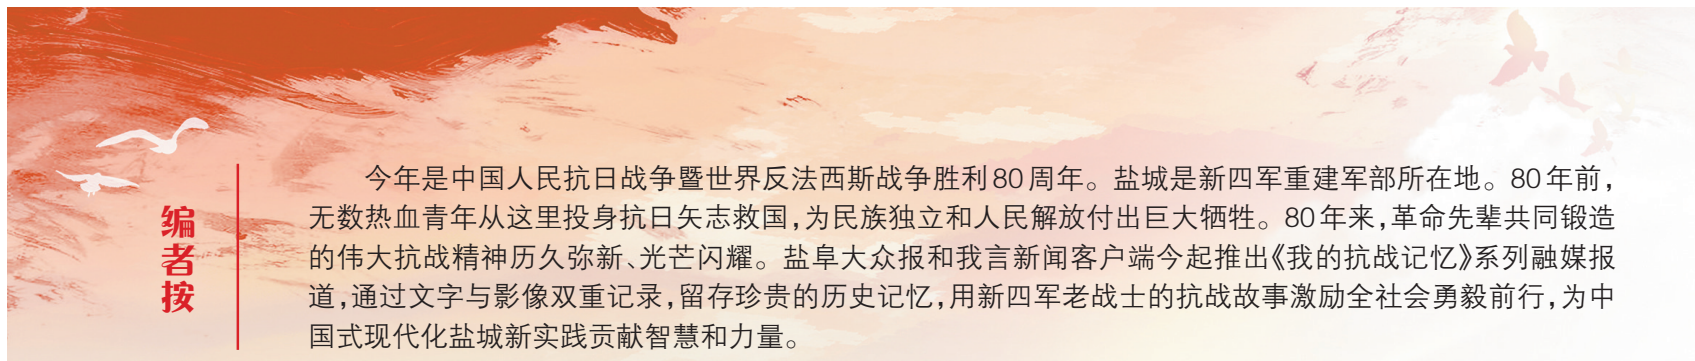 编者按
今年是中国人民抗日战争暨世界反法西斯战争胜利80周年。盐城是新四军重建军部所在地。80年前，
无数热血青年从这里投身抗日矢志救国，为民族独立和人民解放付出巨大牺牲。80年来，革命先辈共同锻造
的伟大抗战精神历久弥新、光芒闪耀。盐阜大众报和我言新闻客户端今起推出《我的抗战记忆》系列融媒报
道，通过文字与影像双重记录，留存珍贵的历史记忆，用新四军老战士的抗战故事激励全社会勇毅前行，为中
国式现代化盐城新实践贡献智慧和力量。